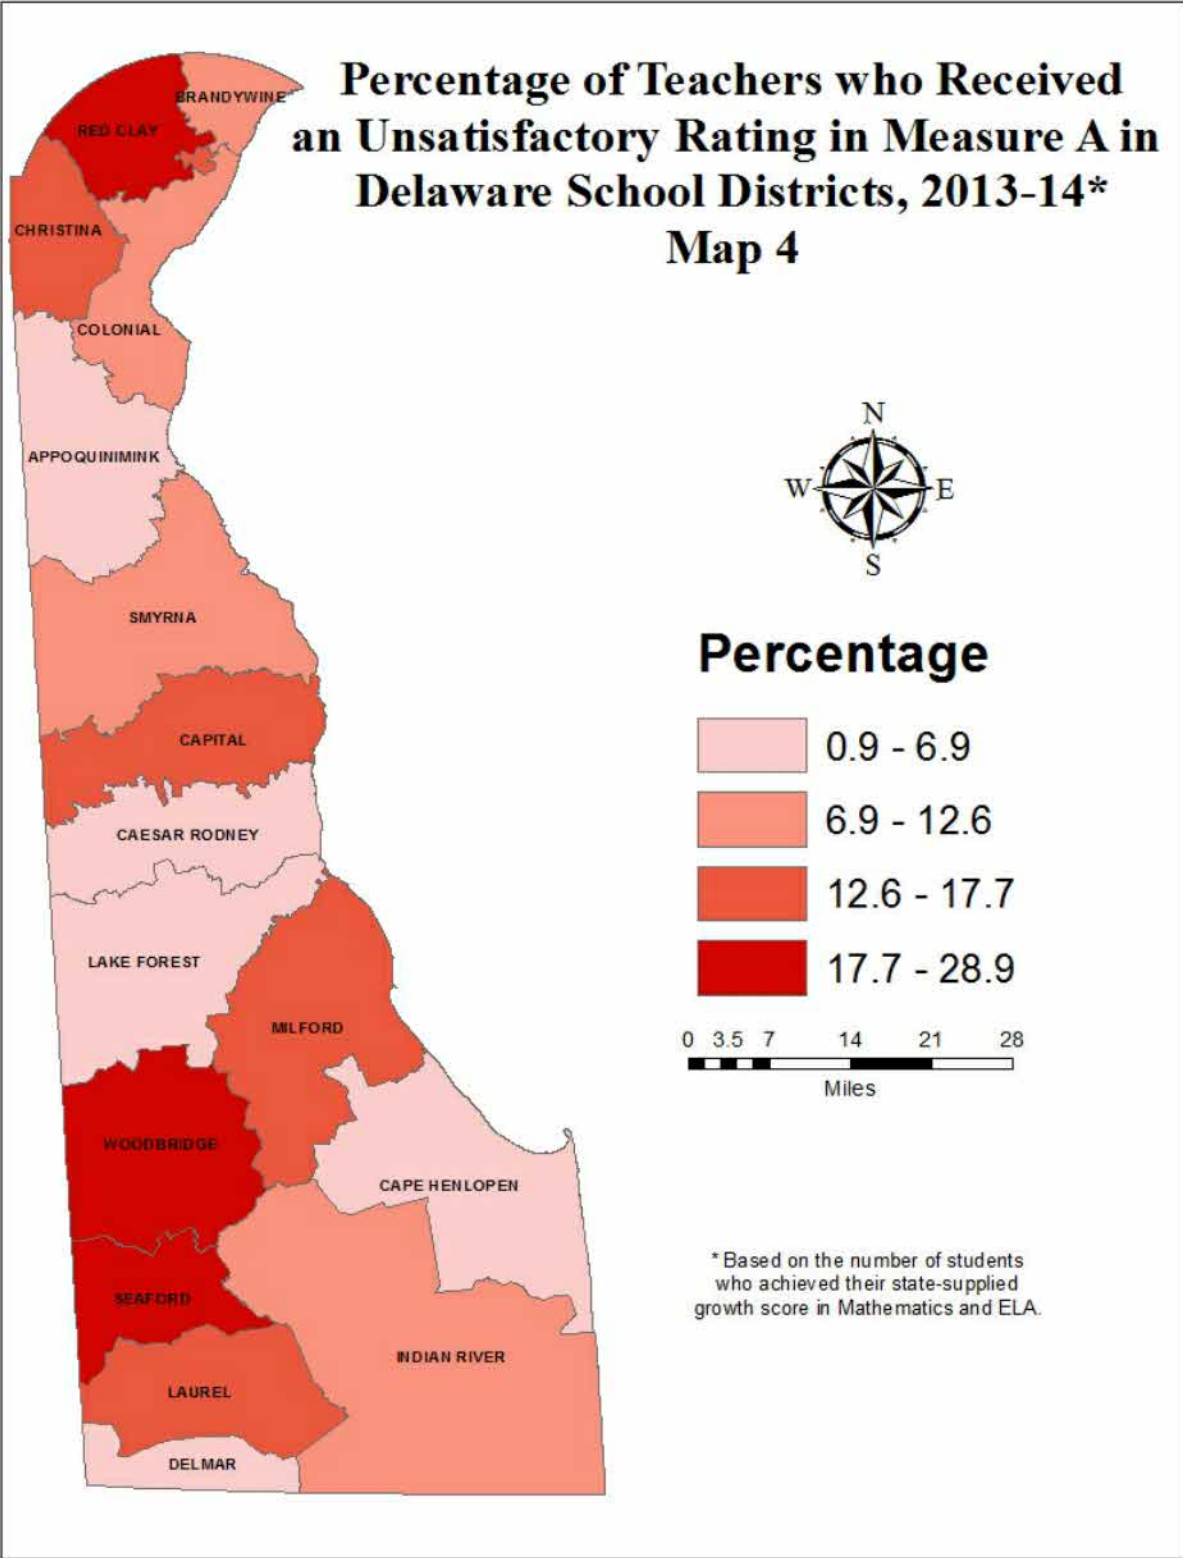 Percentage of Teachers who Received
an Unsatisfactory Rating in Measure A in
Delaware School Districts, 2013-14*
Map 4
BRANDYWINE
RED CLAY
CHRISTINA
COLONIAL
APPOQUINIMINK
SMYRNA
CAPITAL
CAESAR RODNEY
LAKE FOREST
MILFORD
WOODBRIDGE
CAPE HENLOPEN
SEAFORD
INDIAN RIVER
LAUREL
DELMAR
N
W E
S
Percentage
0.9 - 6.9
6.9 - 12.6
12.6 - 17.7
17.7 - 28.9
0 3.5 7 14 21 28
Miles
* Based on the number of students
who achieved their state-supplied
growth score in Mathematics and ELA.